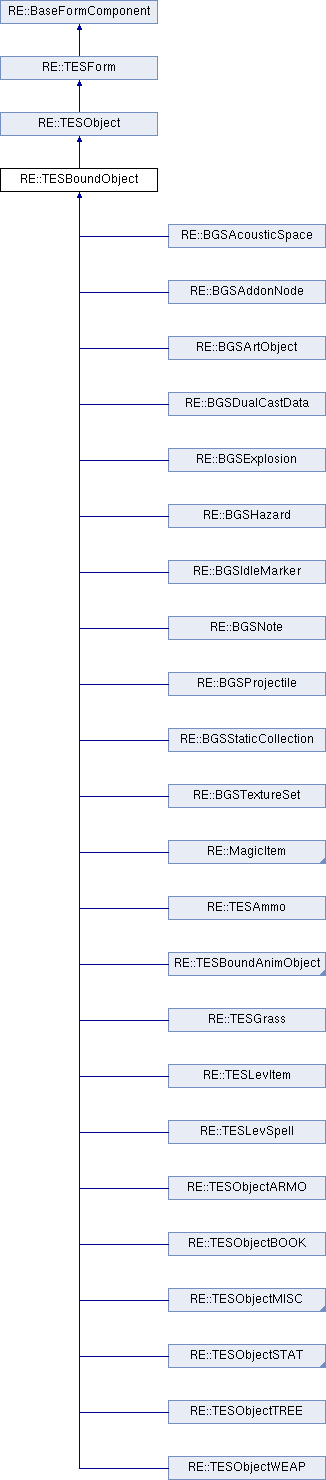 RE::BaseFormComponent
RE::TESForm
RE::TESObject
RE::TESBoundObject
RE::BGSAcousticSpace
RE::BGSAddonNode
RE::BGSArtObject
RE::BGSDualCastData
RE::BGSExplosion
RE::BGSHazard
RE::BGSIdleMarker
RE::BGSNote
RE::BGSProjectile
RE::BGSStaticCollection
RE::BGSTextureSet
RE::MagicItem
RE::TESAmmo
RE::TESBoundAnimObject
RE::TESGrass
RE::TESLevItem
RE::TESLevSpell
RE::TESObjectARMO
RE::TESObjectBOOK
RE::TESObjectMISC
RE::TESObjectSTAT
RE::TESObjectTREE
RE::TESObjectWEAP